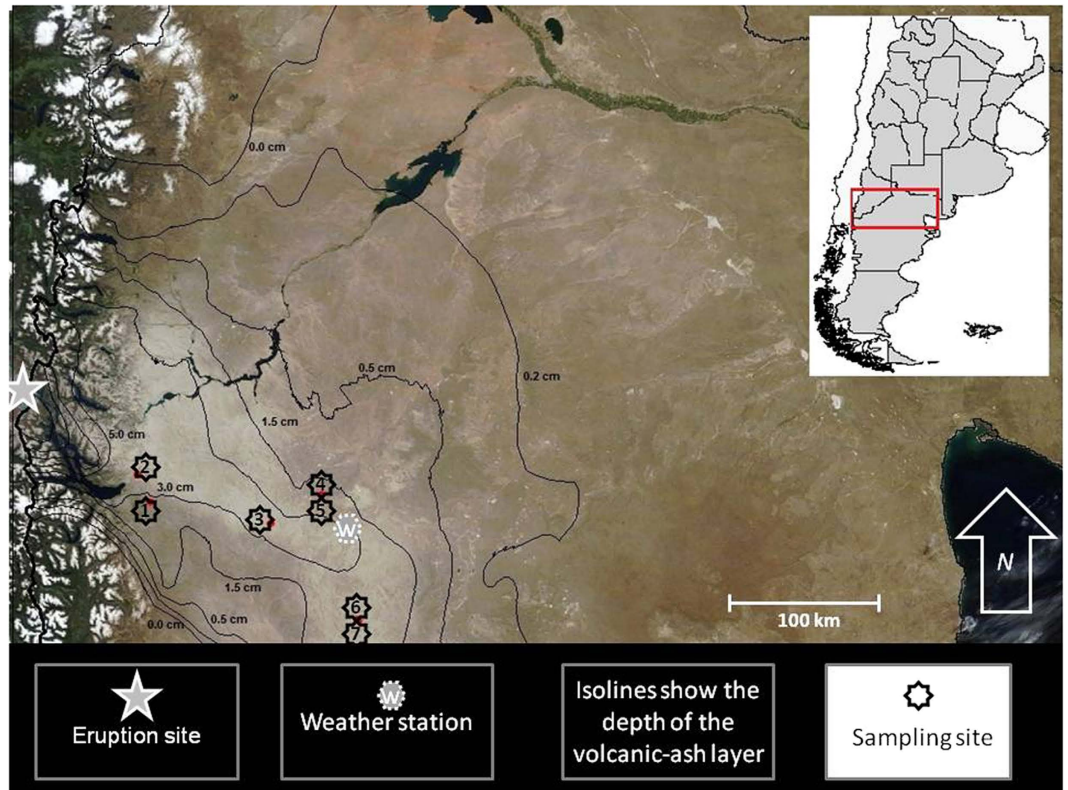 0.0 cm
0.5 cm
0.2 cm
1.5 cm
5.0 cm
2
4
3.0 cm
1
5
3
W
N
1.5 cm
6
0.5 cm
0.0 cm
7
100 km
W
Eruption site
Weather station
Isolines show the
depth of the
volcanic-ash layer
Sampling site